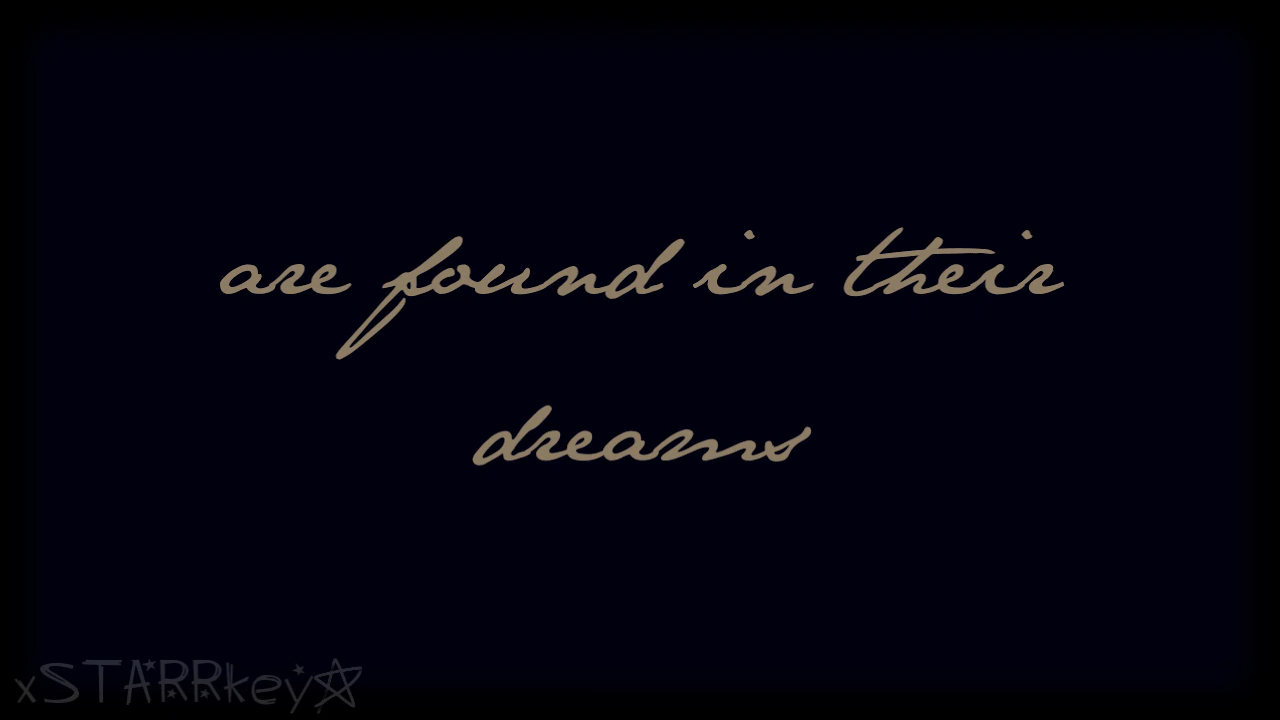 are found in their
dreams
xSTARRkey☆